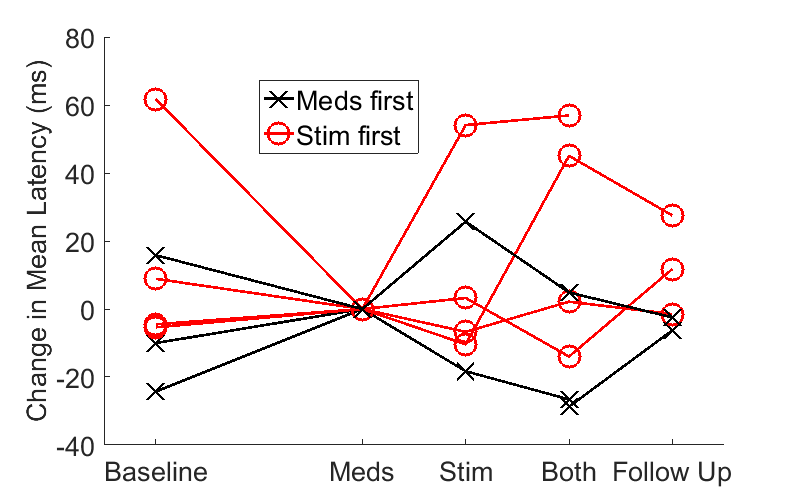 Change in Mean Latency (ms)
80
60
40
20
0
-20
-40
Meds first
Stim first
Baseline Meds Stim Both Follow Up